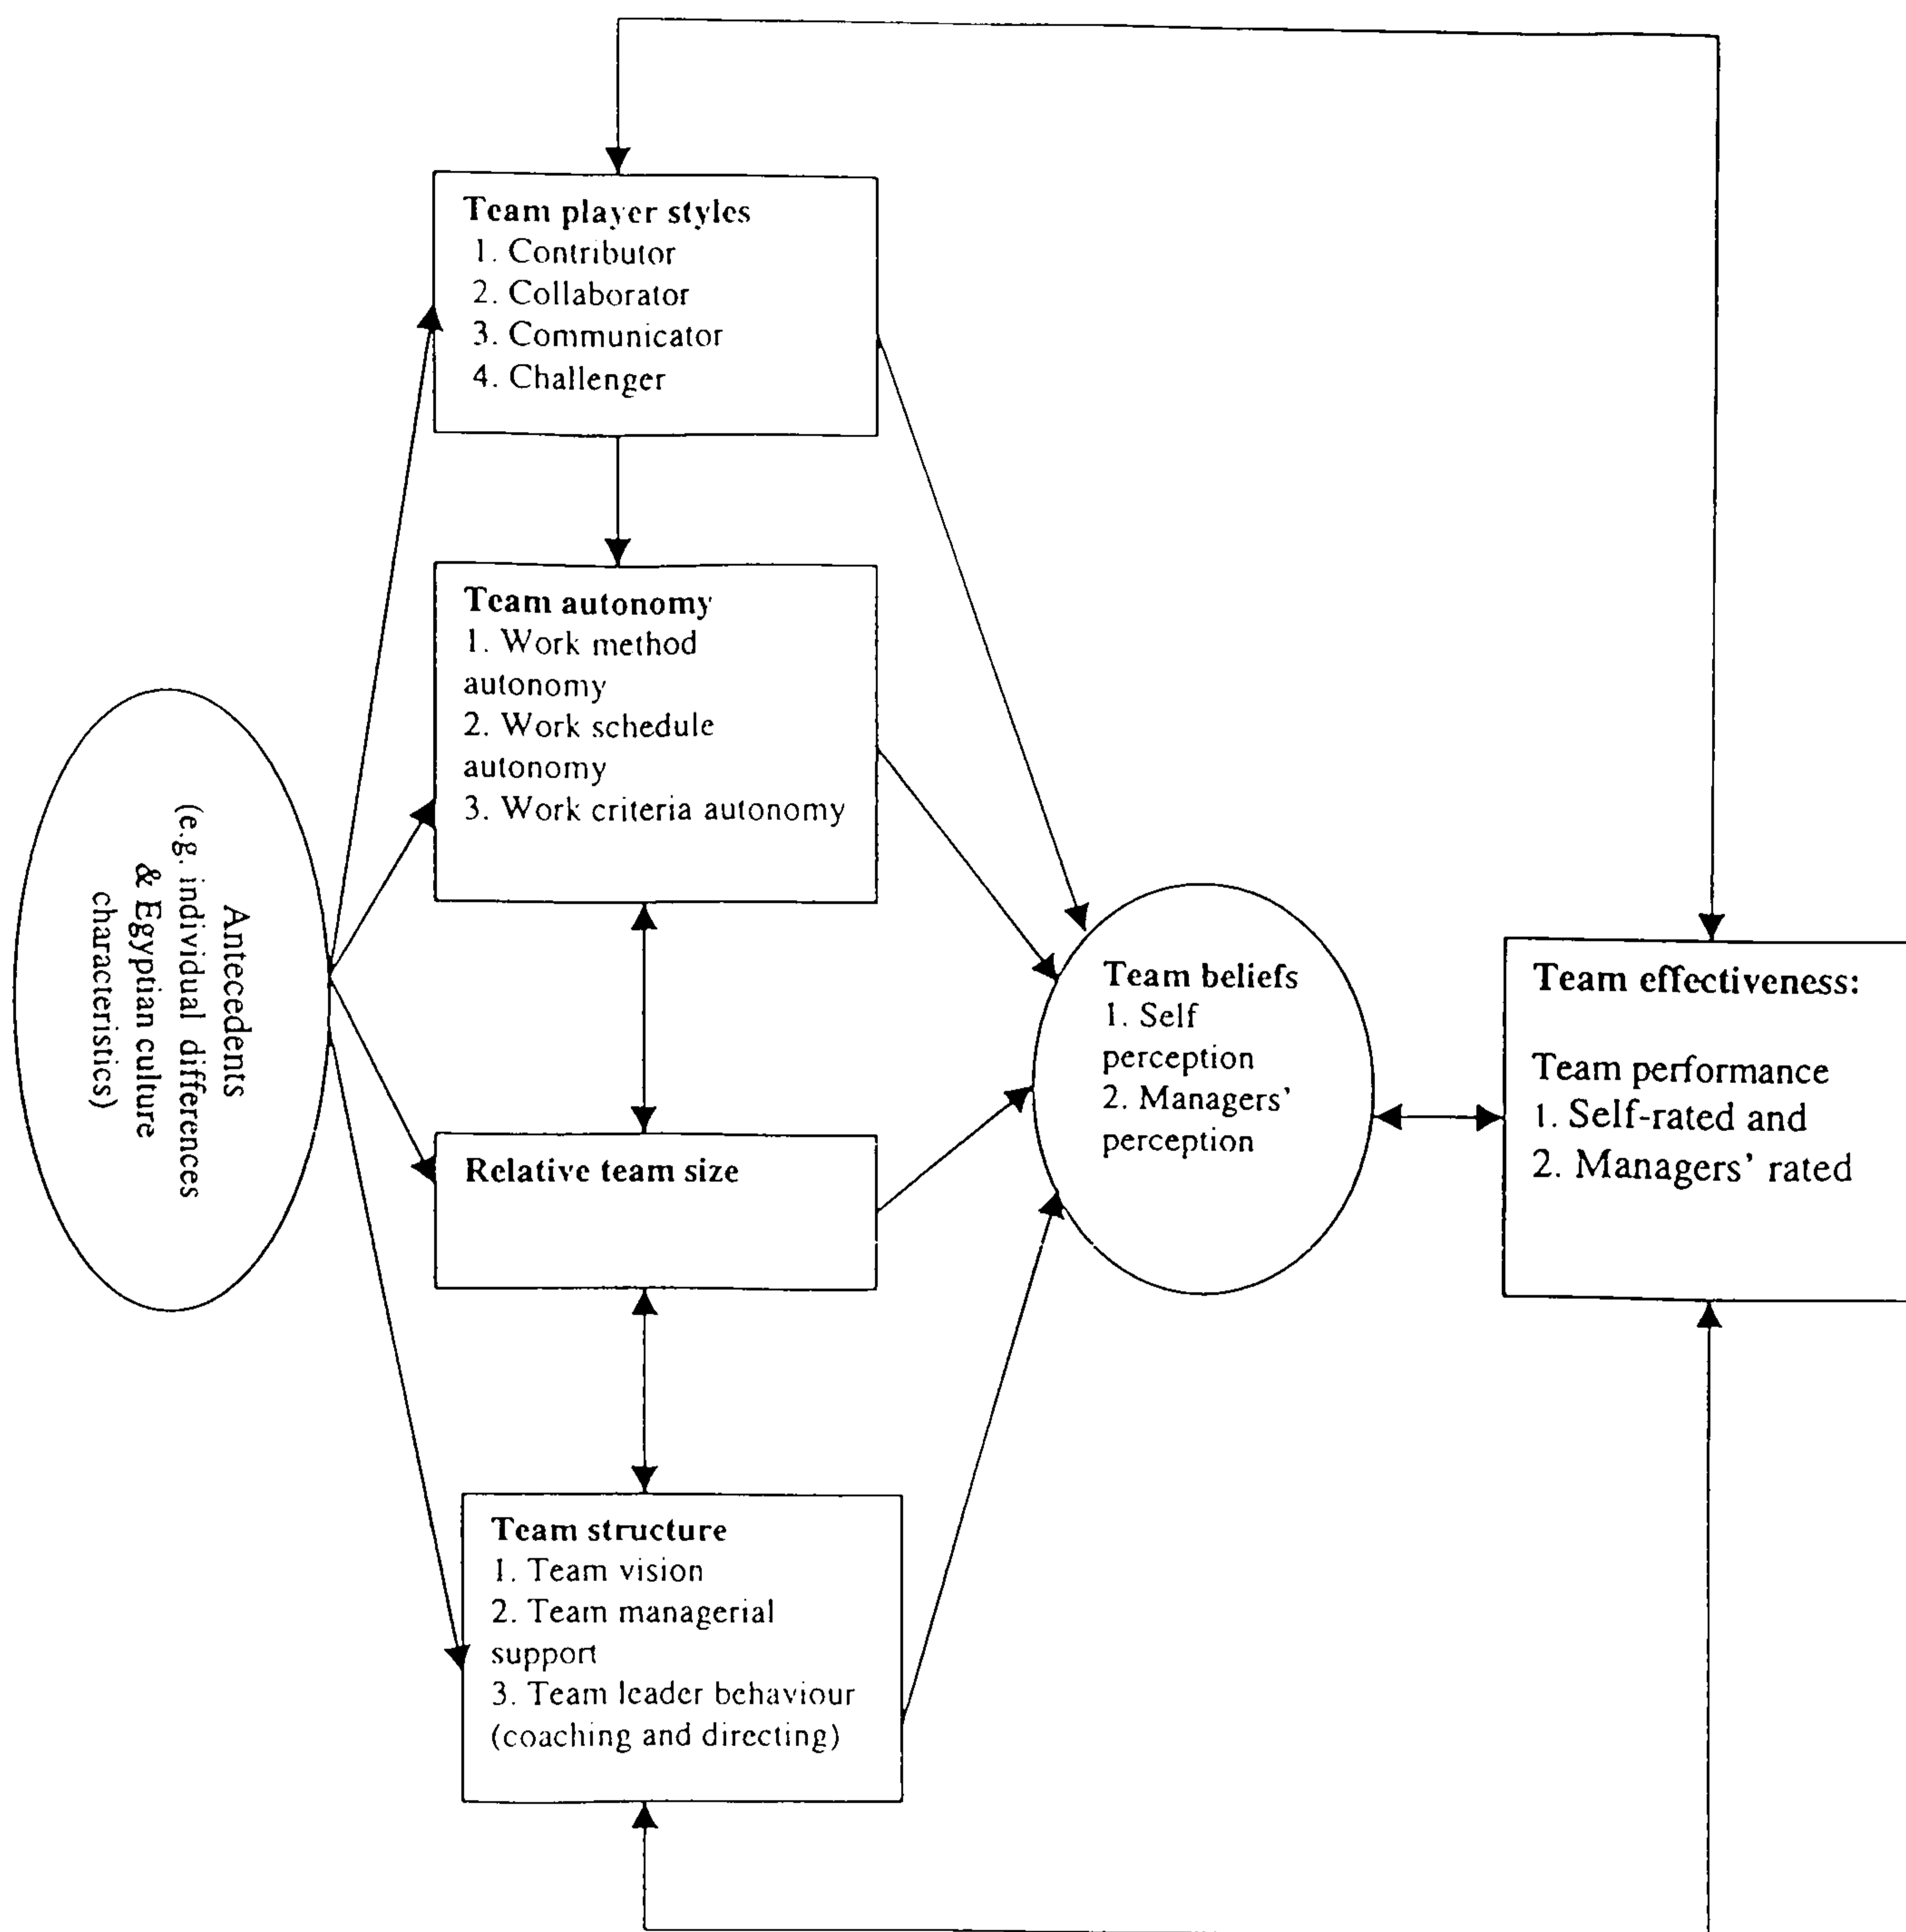 Team player styles
1. Contributor
2. Collaborator
3. Communicator
4. Challenger
Team autonomy
1. Work method
autonomy
2. Work schedule
autonomy
3. Work criteria autonomy
Antecedents
(e.g. individual differences
& Egyptian culture
characteristics)
Relative team size
Team structure
1. Team vision
2. Team managerial
support
3. Team leader behaviour
(coaching and directing)
Team beliefs
1. Self
perception
2. Managers'
perception
Team effectiveness:
Team performance
1. Self-rated and
2. Managers' rated